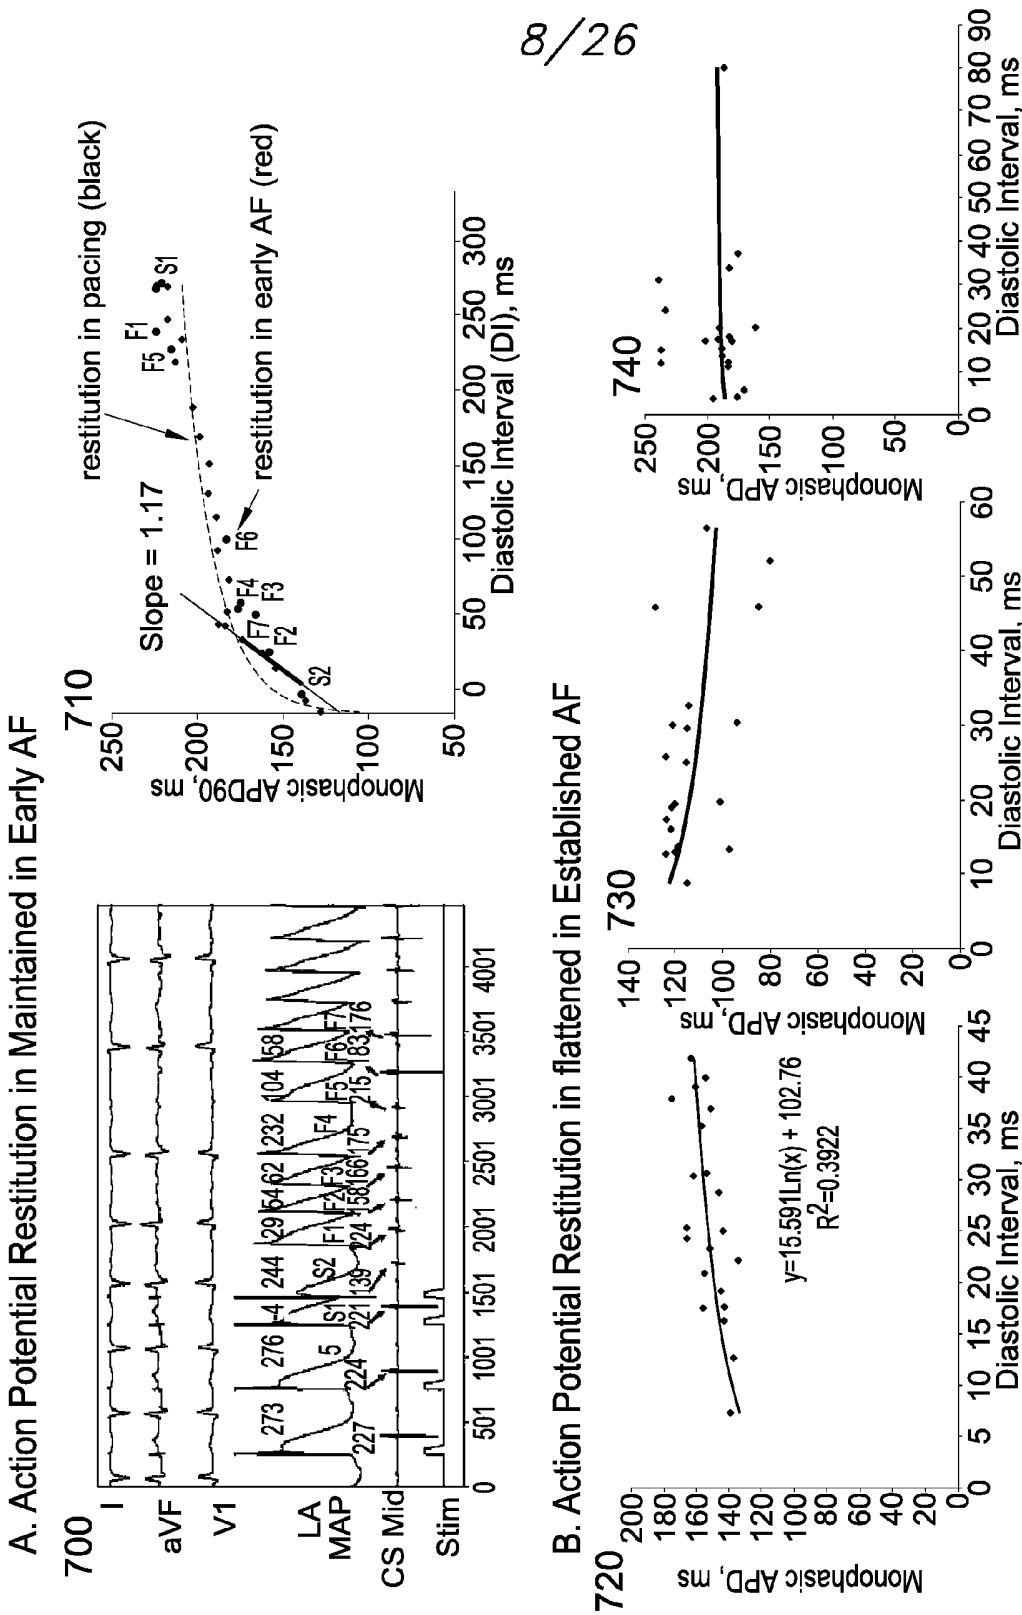 8/26
A. Action Potential Restitution in Maintained in Early AF
700
I
aVF
V1
LA
MAP
CS Mid
Stim
273 276 -4 244 29 54 62 232 104 158
5 S1 S2 F1 F2 F3 F4 F5 F6 F7
227 224 221 139 224 158 166 175 215 183 176
0 501 1001 1501 2001 2501 3001 3501 4001
710
Monophasic APD90, ms
250
200
150
100
50
Slope = 1.17
restitution in pacing (black)
restitution in early AF (red)
S2 F2 F7 F3 F4 F6 F5 F1 S1
0 50 100 150 200 250 300
Diastolic Interval (DI), ms
B. Action Potential Restitution in flattened in Established AF
720
Monophasic APD, ms
200
180
160
140
120
100
80
60
40
20
0
y=15.591Ln(x) + 102.76
R2=0.3922
0 5 10 15 20 25 30 35 40 45
Diastolic Interval, ms
730
Monophasic APD, ms
140
120
100
80
60
40
20
0
0 10 20 30 40 50 60
Diastolic Interval, ms
740
Monophasic APD, ms
250
200
150
100
50
0
0 10 20 30 40 50 60 70 80 90
Diastolic Interval, ms